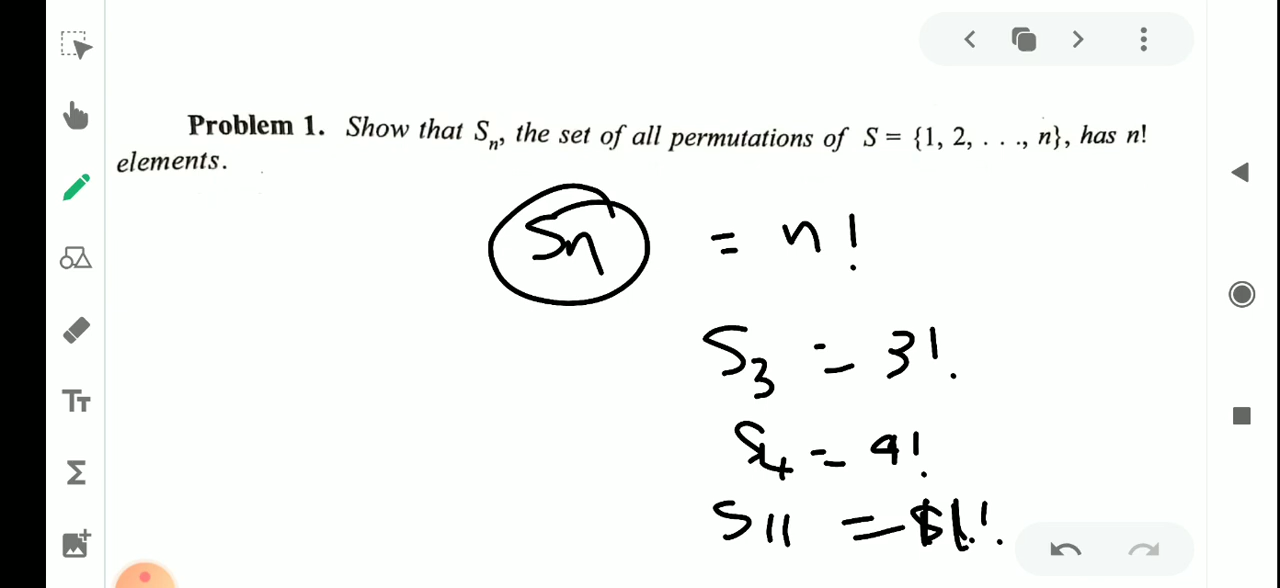 Problem 1. Show that Sn, the set of all permutations of S = {1, 2, . . ., n}, has n!
elements.
Sn = n!
S3 = 3!.
S4 = 4!
S11 =
Tт
Σ